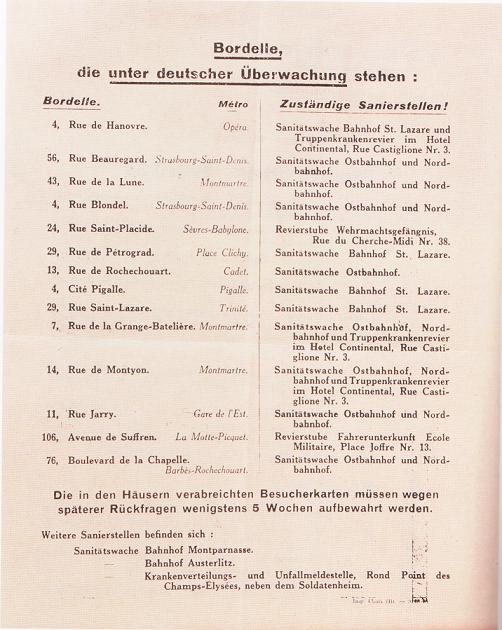 Bordelle,
die unter deutscher Überwachung stehen :
Bordelle. Métro Zuständige Sanierstellen!
4, Rue de Hanovre. Opéra. Sanitätswache Bahnhof St. Lazare und
Truppenkrankenrevier im Hotel
Continental, Rue Castiglione Nr. 3.
56, Rue Beauregard. Strasbourg-Saint-Denis. Sanitätswache Ostbahnhof und Nord-
bahnhof.
43, Rue de la Lune. Montmartre. Sanitätswache Ostbahnhof und Nord-
bahnhof.
4, Rue Blondel. Strasbourg-Saint-Denis. Sanitätswache Ostbahnhof und Nord-
bahnhof.
24, Rue Saint-Placide. Sèvres-Babylone. Revierstube Wehrmachtsgefängnis,
Rue du Cherche-Midi Nr. 38.
29, Rue de Pétrograd. Place Clichy. Sanitätswache Bahnhof St. Lazare.
13, Rue de Rochechouart. Cadet. Sanitätswache Ostbahnhof.
4, Cité Pigalle. Pigalle. Sanitätswache Bahnhof St. Lazare.
29, Rue Saint-Lazare. Trinité. Sanitätswache Bahnhof St. Lazare.
7, Rue de la Grange-Batelière. Montmartre. Sanitätswache Ostbahnhof, Nord-
bahnhof und Truppenkrankenrevier
im Hotel Continental, Rue Casti-
glione Nr. 3.
14, Rue de Montyon. Montmartre. Sanitätswache Ostbahnhof, Nord-
bahnhof und Truppenkrankenrevier
im Hotel Continental, Rue Casti-
glione Nr. 3.
11, Rue Jarry. Gare de l'Est. Sanitätswache Ostbahnhof und Nord-
bahnhof.
106, Avenue de Suffren. La Motte-Picquet. Revierstube Fahrerunterkunft Ecole
Militaire, Place Joffre Nr. 13.
76, Boulevard de la Chapelle. Sanitätswache Ostbahnhof und Nord-
Barbès-Rochechouart. bahnhof.
Die in den Häusern verabreichten Besucherkarten müssen wegen
späterer Rückfragen wenigstens 5 Wochen aufbewahrt werden.
Weitere Sanierstellen befinden sich :
Sanitätswache Bahnhof Montparnasse.
— Bahnhof Austerlitz.
— Krankenverteilungs- und Unfallmeldestelle, Rond Point des
Champs-Elysées, neben dem Soldatenheim.